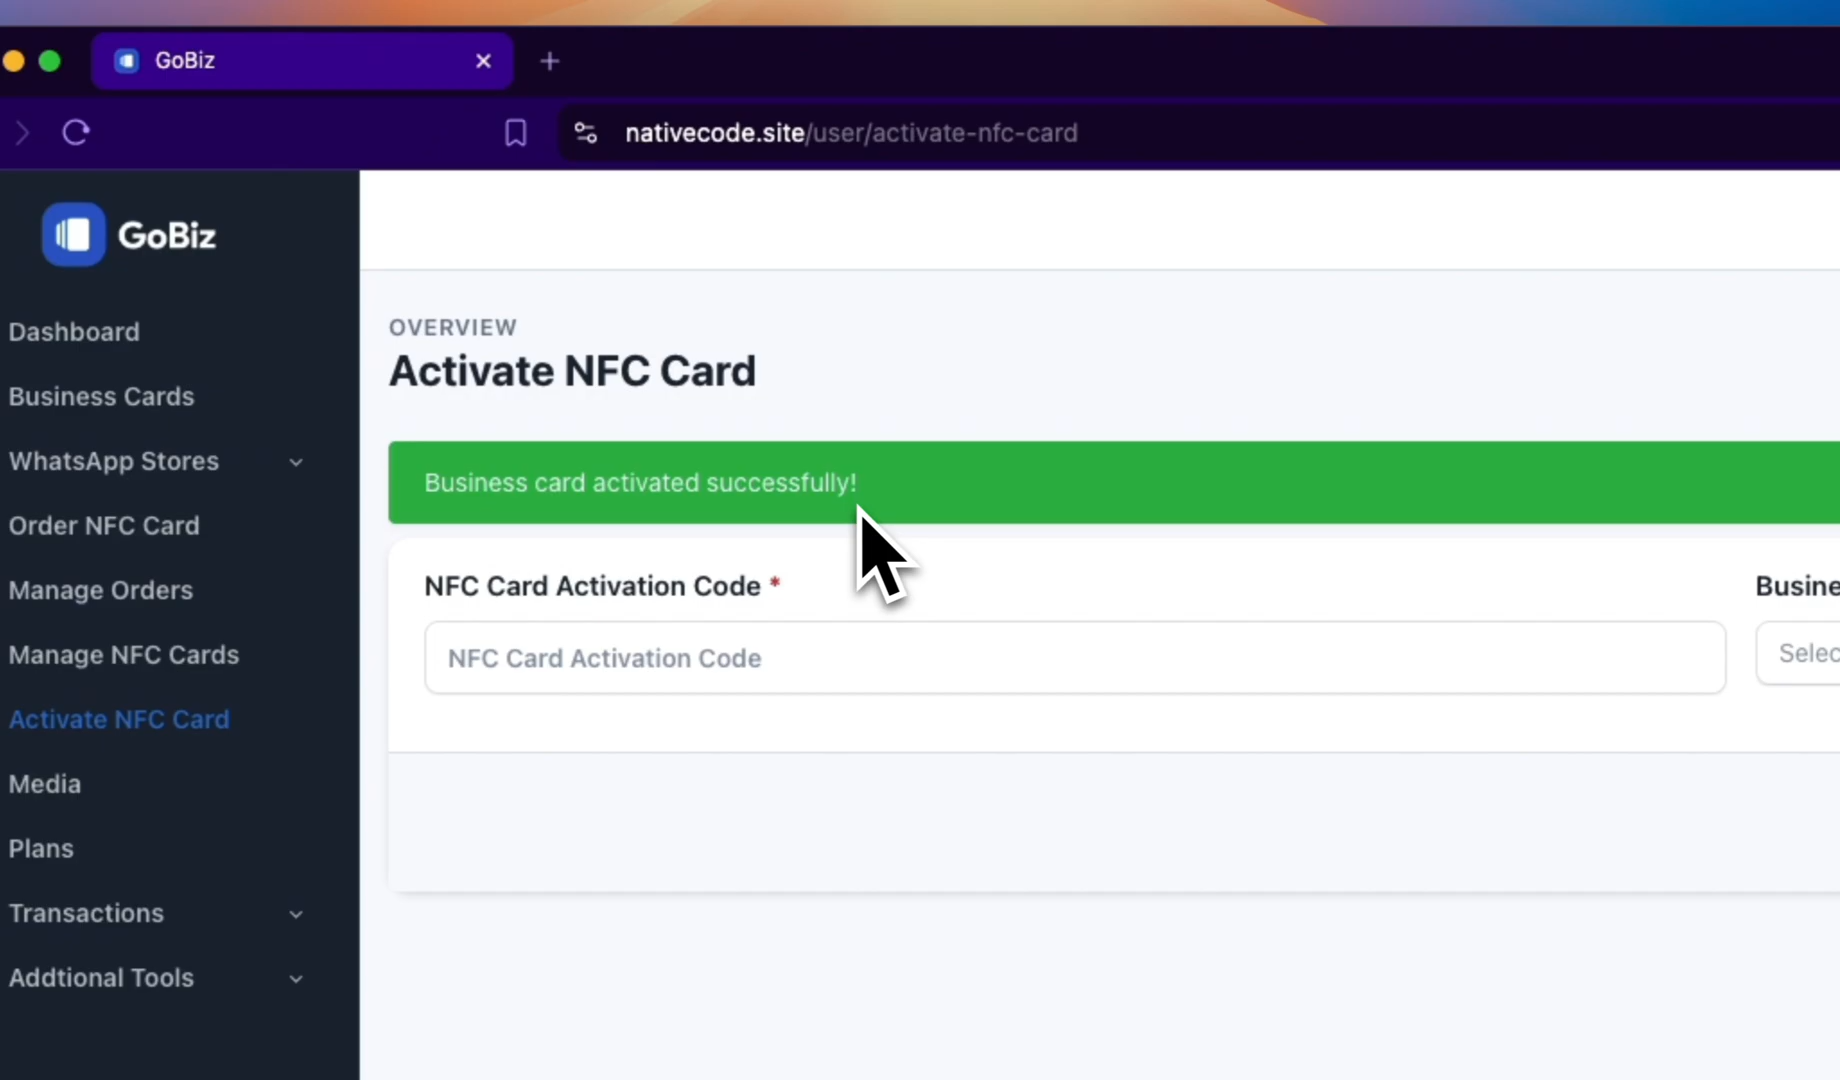 GoBiz
nativecode.site/user/activate-nfc-card
GoBiz
Dashboard
Business Cards
WhatsApp Stores
Order NFC Card
Manage Orders
Manage NFC Cards
Activate NFC Card
Media
Plans
Transactions
Addtional Tools
OVERVIEW
Activate NFC Card
Business card activated successfully!
NFC Card Activation Code *
NFC Card Activation Code
Busine
Selec